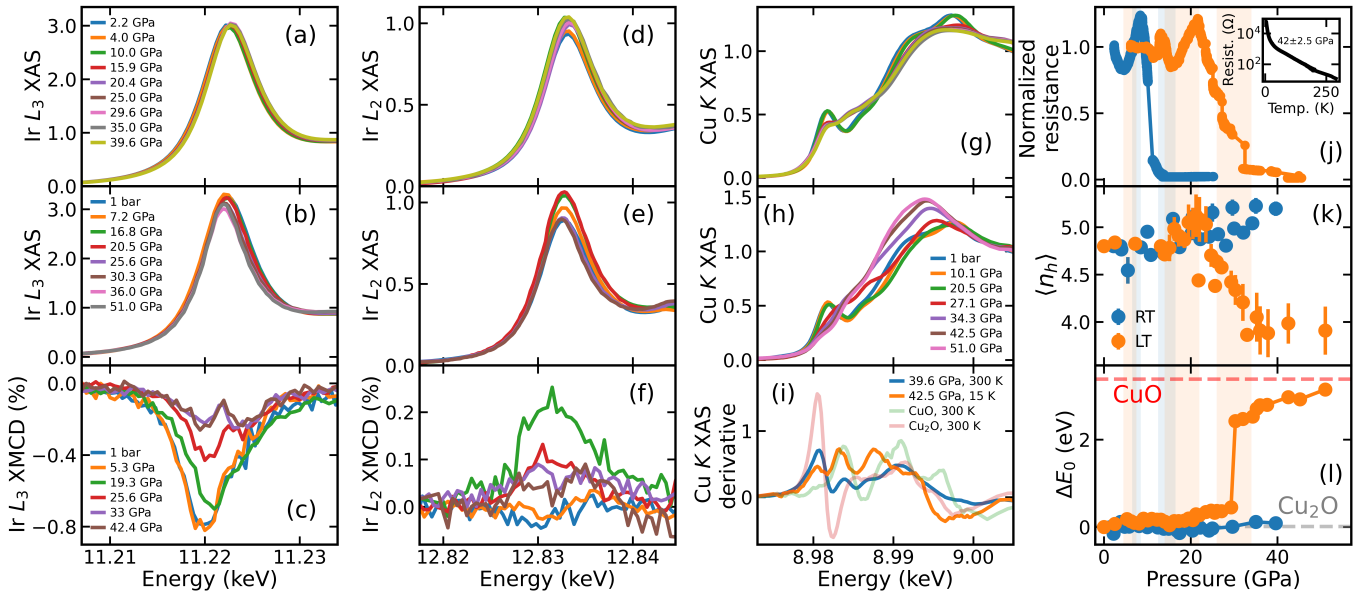 Ir L₃ XAS
3.0
2.0
1.0
0.0
2.2 GPa
4.0 GPa
10.0 GPa
15.9 GPa
20.4 GPa
25.0 GPa
29.6 GPa
35.0 GPa
39.6 GPa
(a)
Ir L₃ XAS
3.0
2.0
1.0
0.0
1 bar
7.2 GPa
16.8 GPa
20.5 GPa
25.6 GPa
30.3 GPa
36.0 GPa
51.0 GPa
(b)
Ir L₃ XMCD (%)
0.0
−0.4
−0.8
1 bar
5.3 GPa
19.3 GPa
25.6 GPa
33 GPa
42.4 GPa
(c)
11.21
11.22
11.23
Energy (keV)
Ir L₂ XAS
1.0
0.5
0.0
(d)
Ir L₂ XAS
1.0
0.5
0.0
(e)
Ir L₂ XMCD (%)
0.2
0.1
0.0
(f)
12.82
12.83
12.84
Energy (keV)
Cu K XAS
1.0
0.5
0.0
(g)
Cu K XAS
1.5
1.0
0.5
0.0
(h)
1 bar
10.1 GPa
20.5 GPa
27.1 GPa
34.3 GPa
42.5 GPa
51.0 GPa
Cu K XAS
derivative
1
0
(i)
39.6 GPa, 300 K
42.5 GPa, 15 K
CuO, 300 K
Cu₂O, 300 K
8.98
8.99
9.00
Energy (keV)
Normalized
resistance
1.0
0.5
0.0
Resist. (Ω)
10⁴
10²
42±2.5 GPa
0
250
Temp. (K)
(j)
⟨nₕ⟩
5.0
4.5
4.0
RT
LT
(k)
ΔE₀ (eV)
2
0
CuO
Cu₂O
(l)
0
20
40
Pressure (GPa)